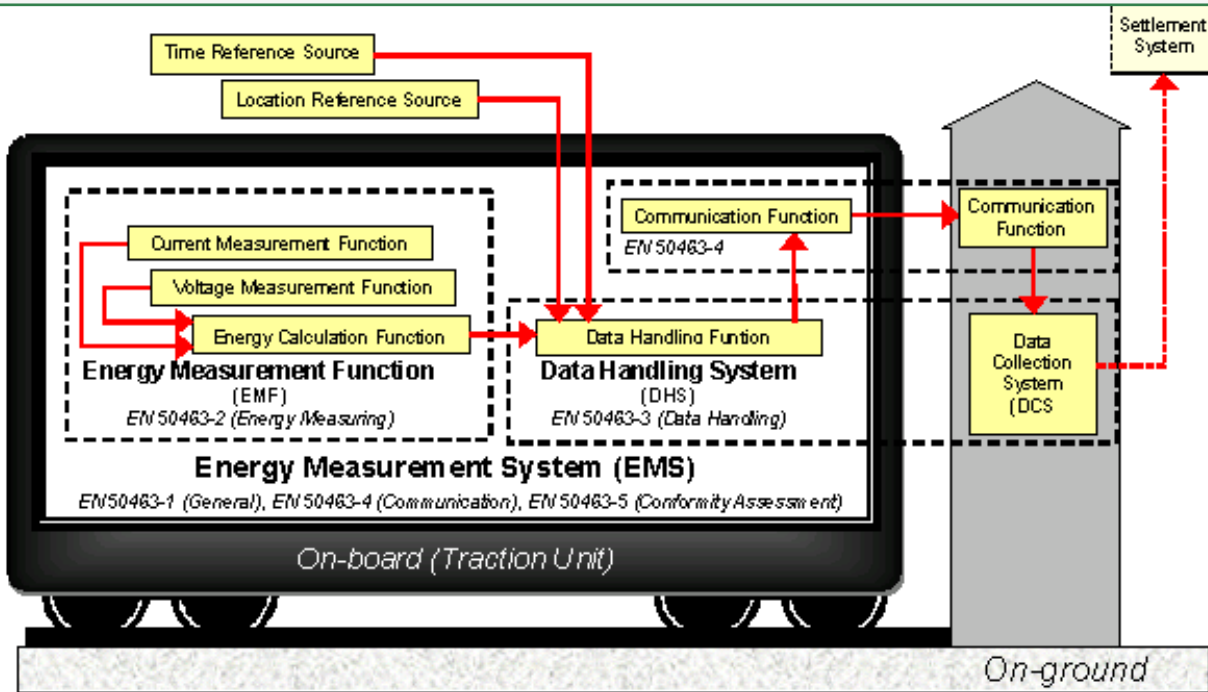 Settlement
System
Time Reference Source
Location Reference Source
Communication Function
EN 50463-4
Communication
Function
Current Measurement Function
Voltage Measurement Function
Energy Calculation Function
Data Handling Funtion
Data
Collection
System
(DCS
Energy Measurement Function
(EMF)
EN 50463-2 (Energy Measuring)
Data Handling System
(DHS)
EN 50463-3 (Data Handling)
Energy Measurement System (EMS)
EN 50463-1 (General), EN 50463-4 (Communication), EN 50463-5 (Conformity Assessment)
On-board (Traction Unit)
On-ground